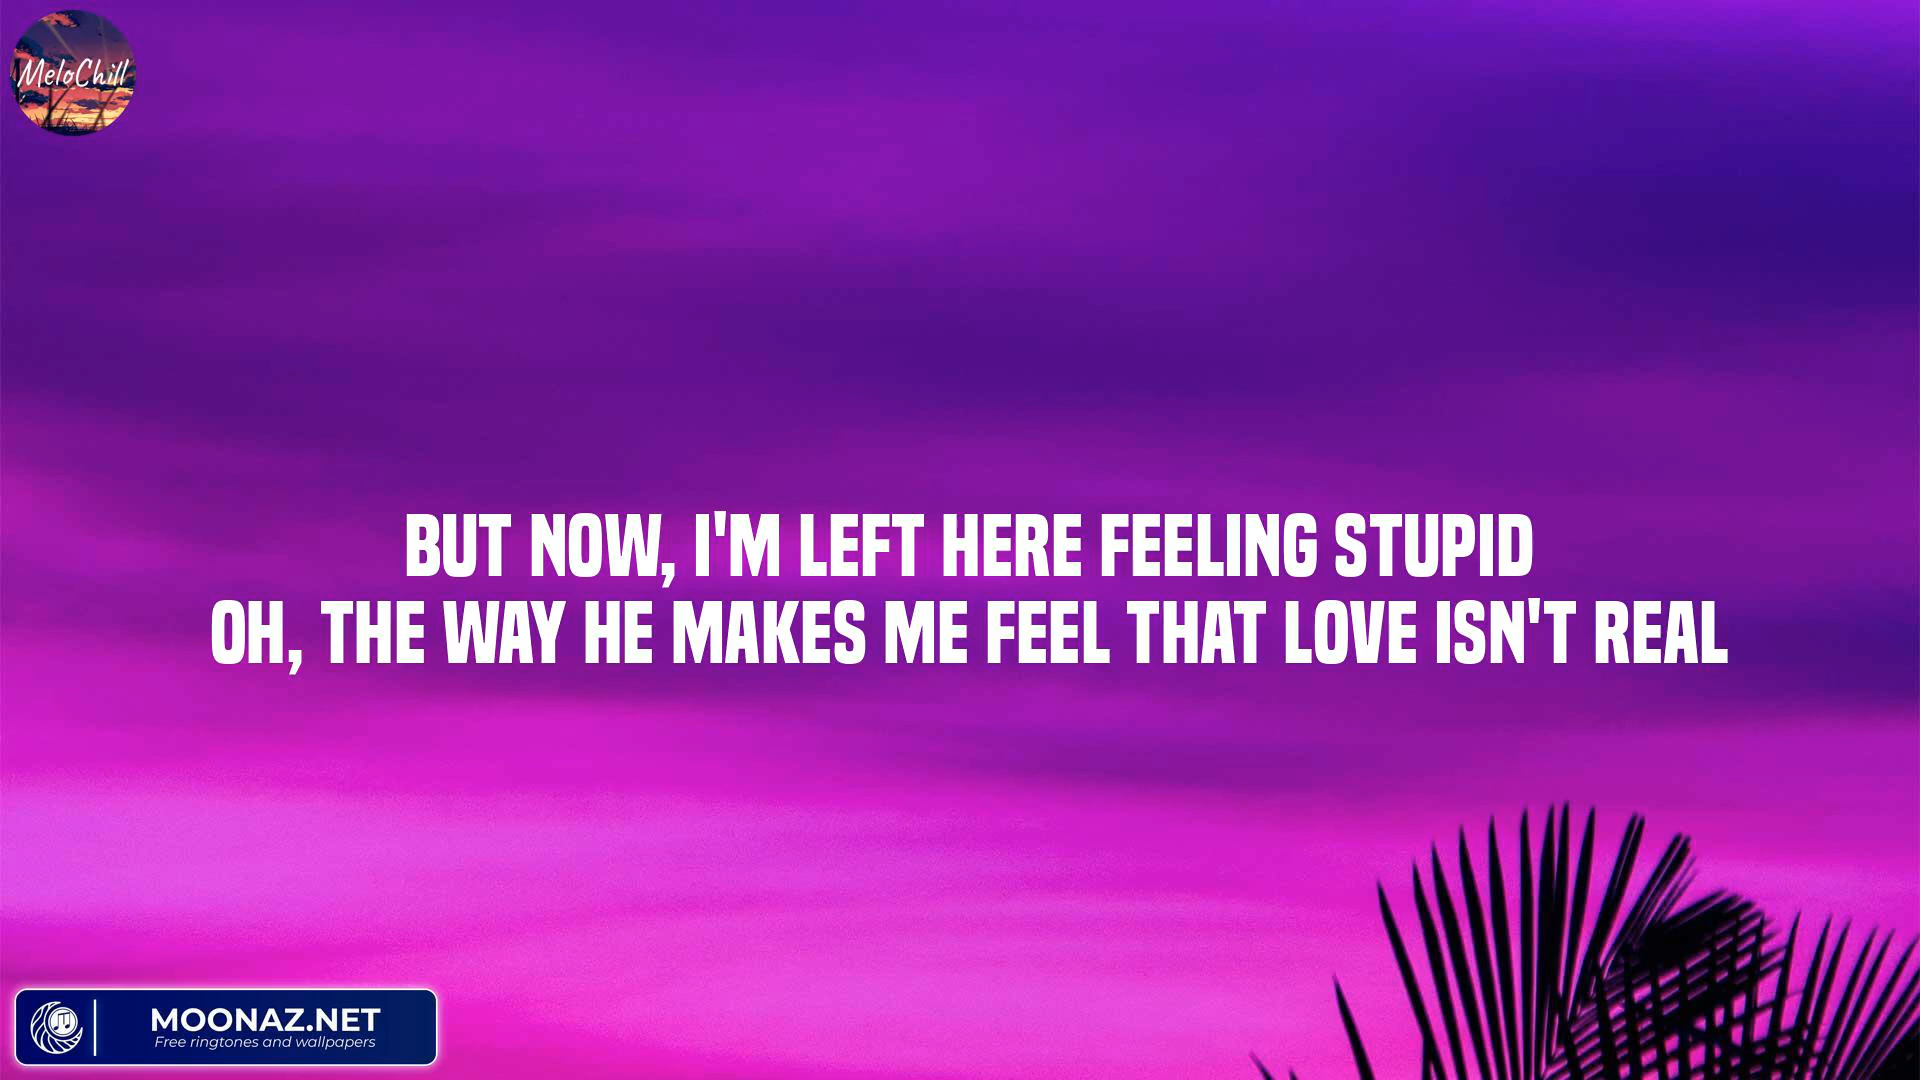 MeloChill
BUT NOW, I'M LEFT HERE FEELING STUPID
OH, THE WAY HE MAKES ME FEEL THAT LOVE ISN'T REAL
MOONAZ.NET
Free ringtones and wallpapers